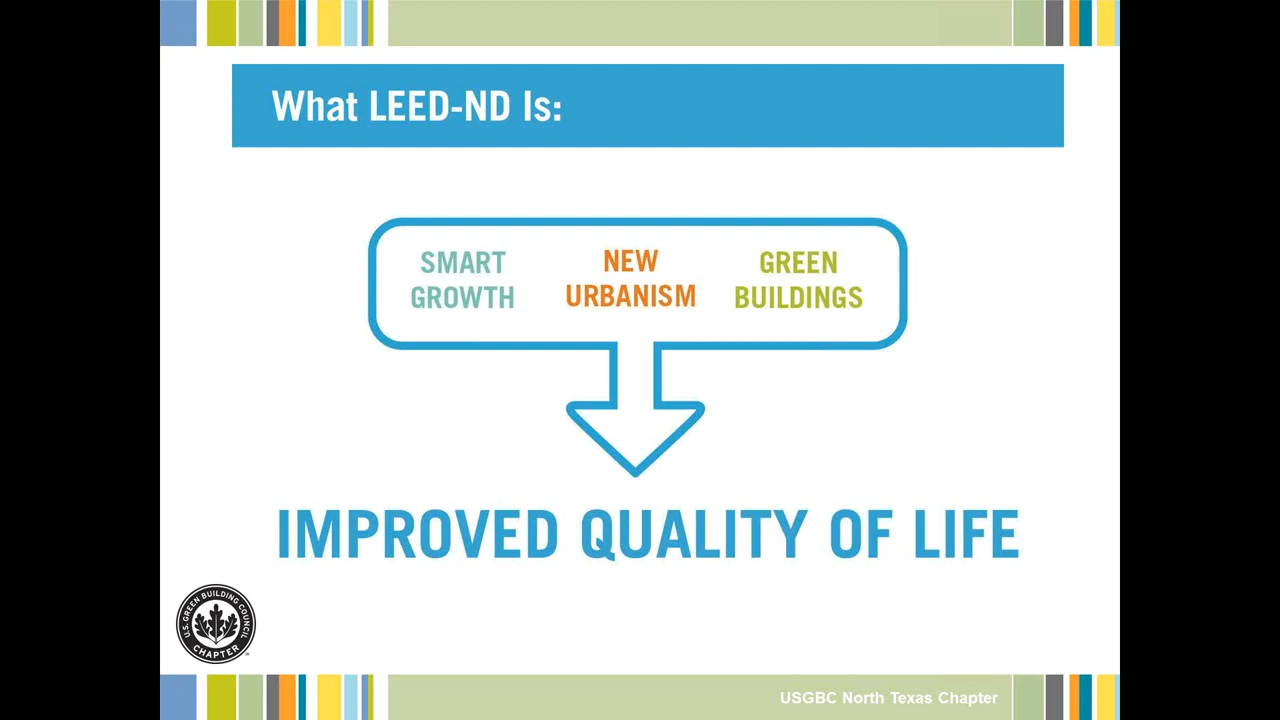 What LEED-ND Is:
SMART
GROWTH
NEW
URBANISM
GREEN
BUILDINGS
IMPROVED QUALITY OF LIFE
U.S. GREEN BUILDING COUNCIL
CHAPTER
USGBC North Texas Chapter